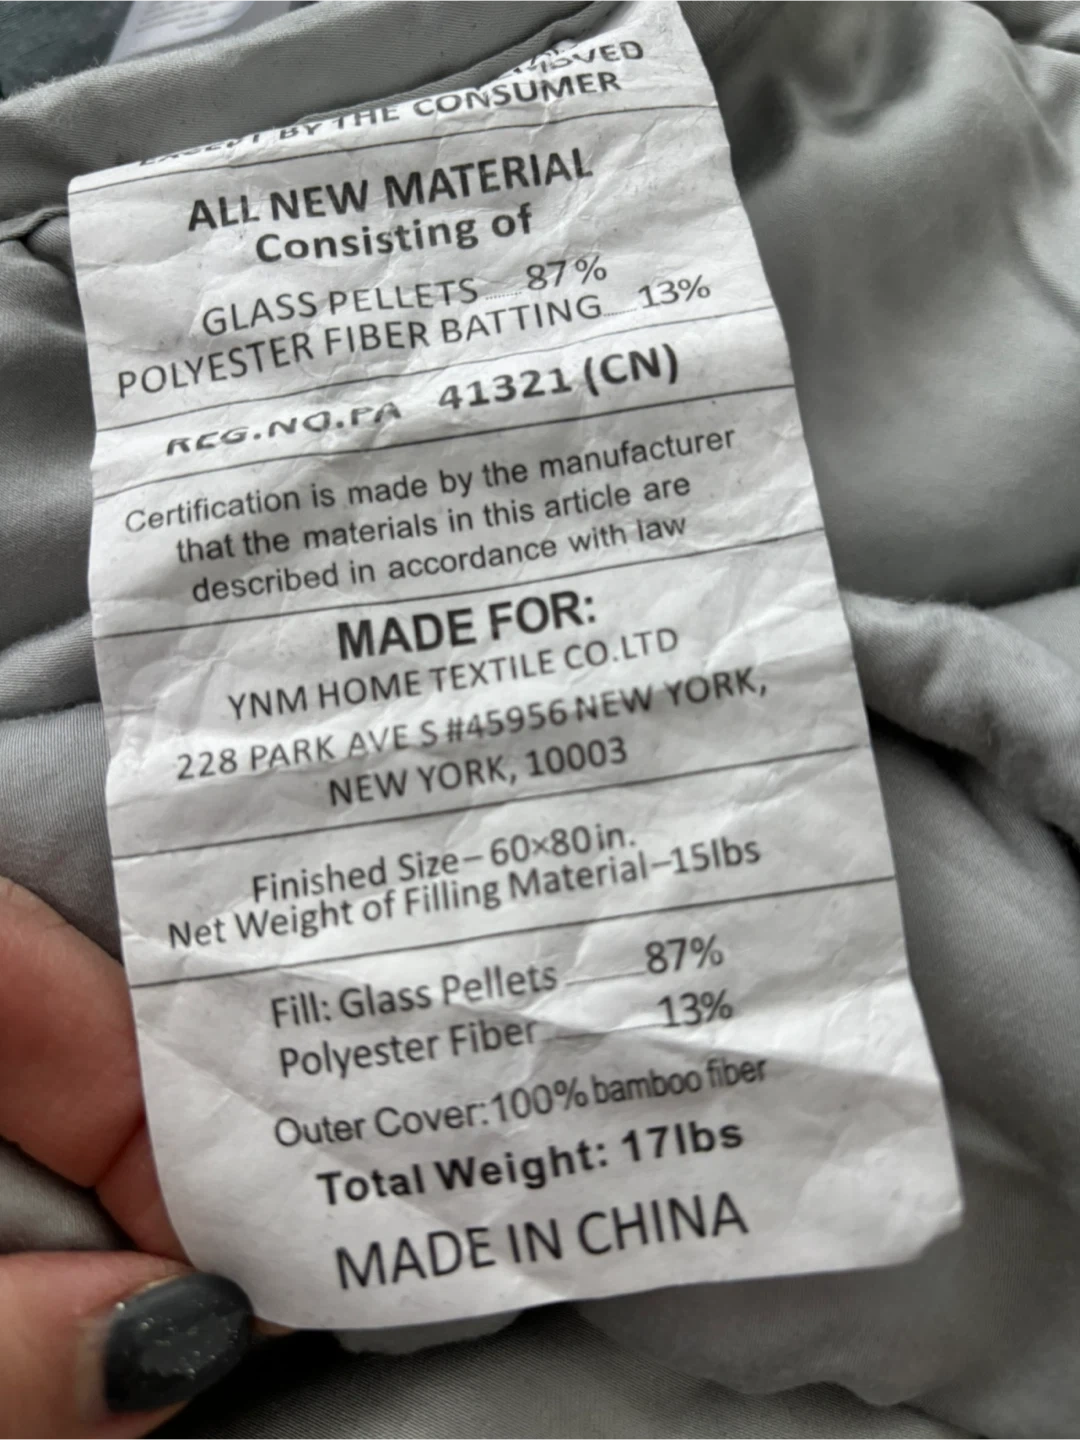 REMOVED
EXCEPT BY THE CONSUMER
ALL NEW MATERIAL
Consisting of
GLASS PELLETS ........ 87%
POLYESTER FIBER BATTING ...... 13%
REG.NO.PA 41321 (CN)
Certification is made by the manufacturer
that the materials in this article are
described in accordance with law
MADE FOR:
YNM HOME TEXTILE CO.LTD
228 PARK AVE S #45956 NEW YORK,
NEW YORK, 10003
Finished Size–60×80in.
Net Weight of Filling Material–15lbs
Fill: Glass Pellets 87%
Polyester Fiber 13%
Outer Cover:100% bamboo fiber
Total Weight: 17lbs
MADE IN CHINA